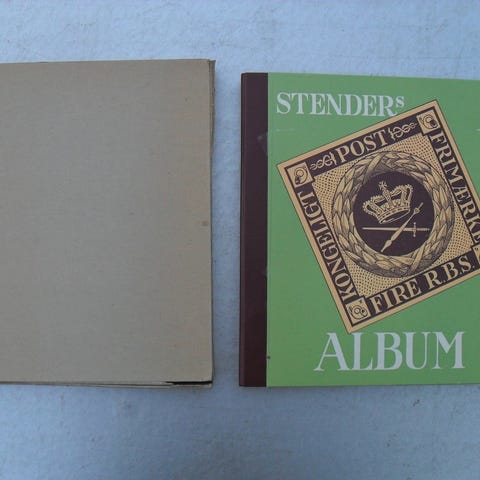 STENDERS
KONGELIGT
POST
FRIMÆRKE
FIRE R.B.S.
ALBUM